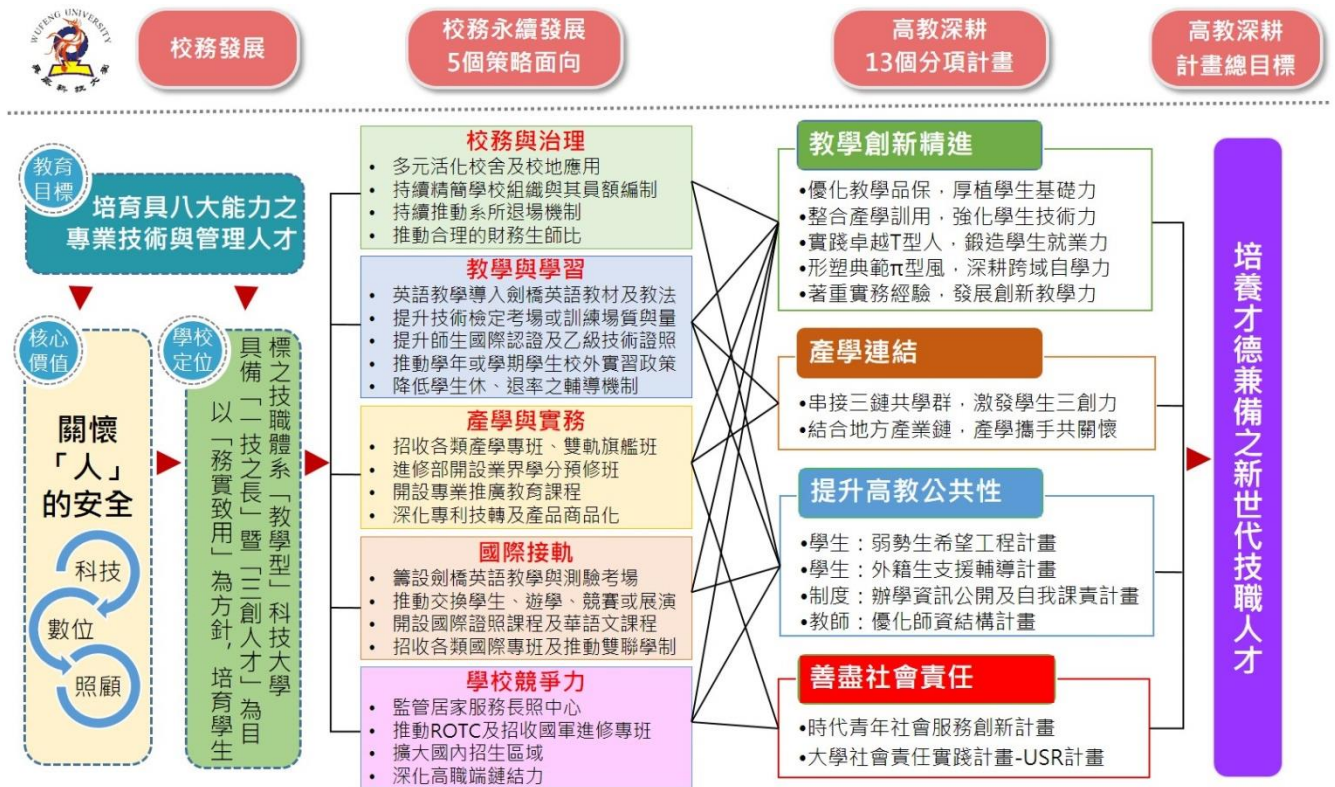 WUFENG UNIVERSITY
吳鳳科技大學
校務發展
校務永續發展
5個策略面向
高教深耕
13個分項計畫
高教深耕
計畫總目標
教育
目標
培育具八大能力之
專業技術與管理人才
核心
價值
關懷
「人」
的安全
科技
數位
照顧
學校
定位
以「務實致用」為方針,培育學生
具備「一技之長」暨「三創人才」為目
標之技職體系「教學型」科技大學
校務與治理
• 多元活化校舍及校地應用
• 持續精簡學校組織與其員額編制
• 持續推動系所退場機制
• 推動合理的財務生師比
教學與學習
• 英語教學導入劍橋英語教材及教法
• 提升技術檢定考場或訓練場質與量
• 提升師生國際認證及乙級技術證照
• 推動學年或學期學生校外實習政策
• 降低學生休、退率之輔導機制
產學與實務
• 招收各類產學專班、雙軌旗艦班
• 進修部開設業界學分預修班
• 開設專業推廣教育課程
• 深化專利技轉及產品商品化
國際接軌
• 籌設劍橋英語教學與測驗考場
• 推動交換學生、遊學、競賽或展演
• 開設國際證照課程及華語文課程
• 招收各類國際專班及推動雙聯學制
學校競爭力
• 監管居家服務長照中心
• 推動ROTC及招收國軍進修專班
• 擴大國內招生區域
• 深化高職端鏈結力
教學創新精進
•優化教學品保,厚植學生基礎力
•整合產學訓用,強化學生技術力
•實踐卓越T型人,鍛造學生就業力
•形塑典範π型風,深耕跨域自學力
•著重實務經驗,發展創新教學力
產學連結
•串接三鏈共學群,激發學生三創力
•結合地方產業鏈,產學攜手共關懷
提升高教公共性
•學生:弱勢生希望工程計畫
•學生:外籍生支援輔導計畫
•制度:辦學資訊公開及自我課責計畫
•教師:優化師資結構計畫
善盡社會責任
•時代青年社會服務創新計畫
•大學社會責任實踐計畫-USR計畫
培養才德兼備之新世代技職人才